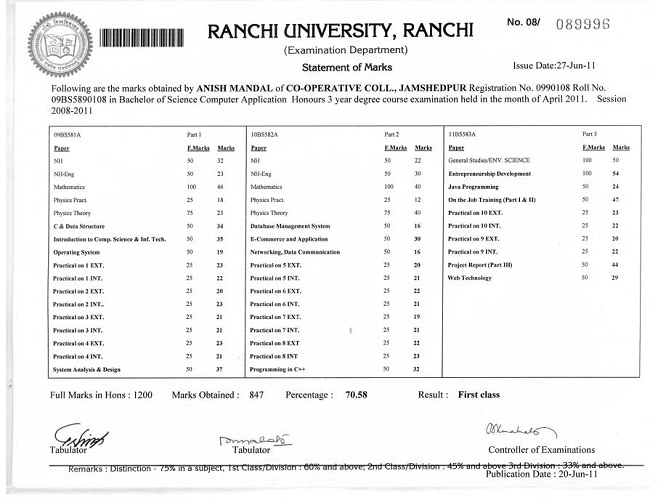 RANCHI UNIVERSITY, RANCHI
No. 08/ 089996
(Examination Department)
Statement of Marks
Issue Date:27-Jun-11
Following are the marks obtained by ANISH MANDAL of CO-OPERATIVE COLL., JAMSHEDPUR Registration No. 0990108 Roll No.
09BS5890108 in Bachelor of Science Computer Application Honours 3 year degree course examination held in the month of April 2011. Session
2008-2011
09BS581A Part 1
Paper F.Marks Marks
NH 50 32
NH-Eng 50 23
Mathematics 100 46
Physics Pract. 25 18
Physics Theory 75 23
C & Data Structure 50 34
Introduction to Comp. Science & Inf. Tech. 50 35
Operating System 50 19
Practical on 1 EXT. 25 23
Practical on 1 INT. 25 22
Practical on 2 EXT. 25 20
Practical on 2 INT.. 25 23
Practical on 3 EXT. 25 21
Practical on 3 INT. 25 21
Practical on 4 EXT. 25 23
Practical on 4 INT. 25 21
System Analysis & Design 50 37
10BS582A Part 2
Paper F.Marks Marks
NH 50 22
NH-Eng 50 30
Mathematics 100 40
Physics Pract. 25 12
Physics Theory 75 40
Database Management System 50 16
E-Commerce and Application 50 30
Networking, Data Communication 50 16
Practical on 5 EXT. 25 20
Practical on 5 INT. 25 21
Practical on 6 EXT. 25 22
Practical on 6 INT. 25 21
Practical on 7 EXT. 25 19
Practical on 7 INT. 25 21
Practical on 8 EXT 25 22
Practical on 8 INT 25 23
Programming in C++ 50 32
11BS583A Part 3
Paper F.Marks Marks
General Studies/ENV. SCIENCE 100 50
Entrepreneurship Development 100 54
Java Programming 50 24
On the Job Training (Part I & II) 50 47
Practical on 10 EXT. 25 23
Practical on 10 INT. 25 22
Practical on 9 EXT. 25 20
Practical on 9 INT. 25 22
Project Report (Part III) 50 44
Web Technology 50 29
Full Marks in Hons : 1200 Marks Obtained : 847 Percentage : 70.58 Result : First class
Tabulator Tabulator Controller of Examinations
Remarks : Distinction - 75% in a subject, 1st Class/Division : 60% and above; 2nd Class/Division : 45% and above 3rd Division : 33% and above.
Publication Date : 20-Jun-11